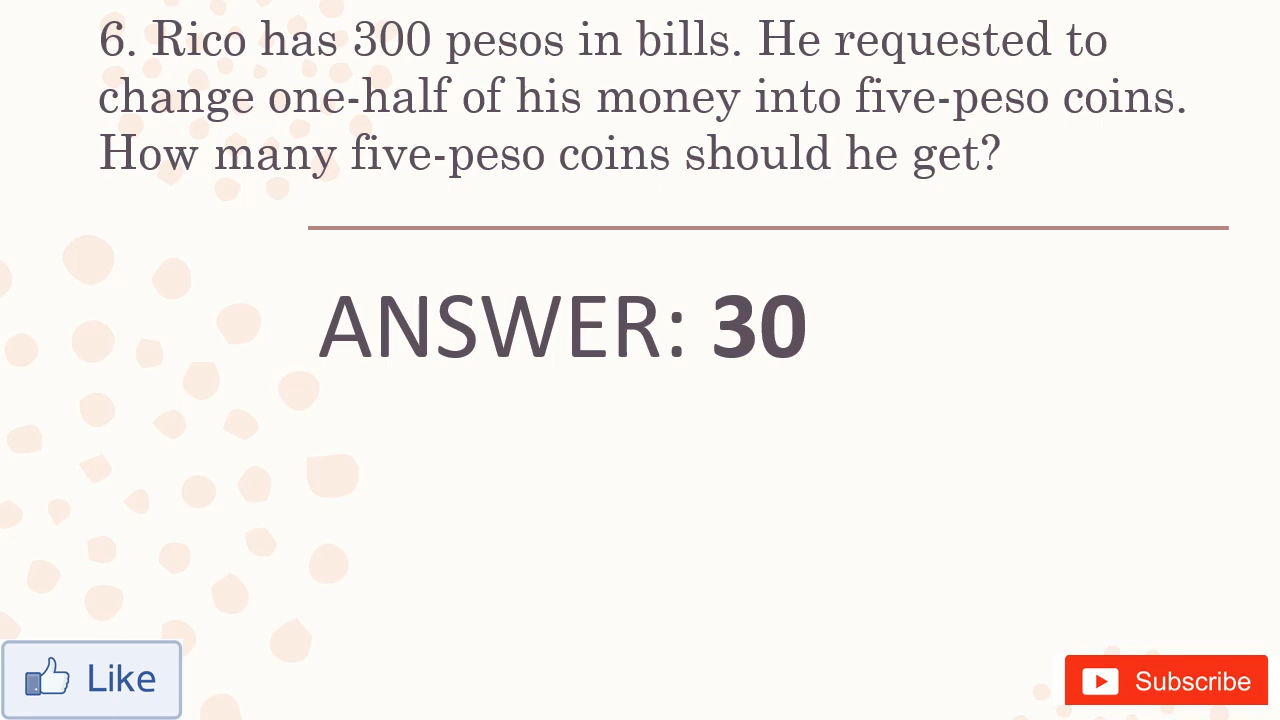 6. Rico has 300 pesos in bills. He requested to
change one-half of his money into five-peso coins.
How many five-peso coins should he get?
ANSWER: 30
Like
Subscribe